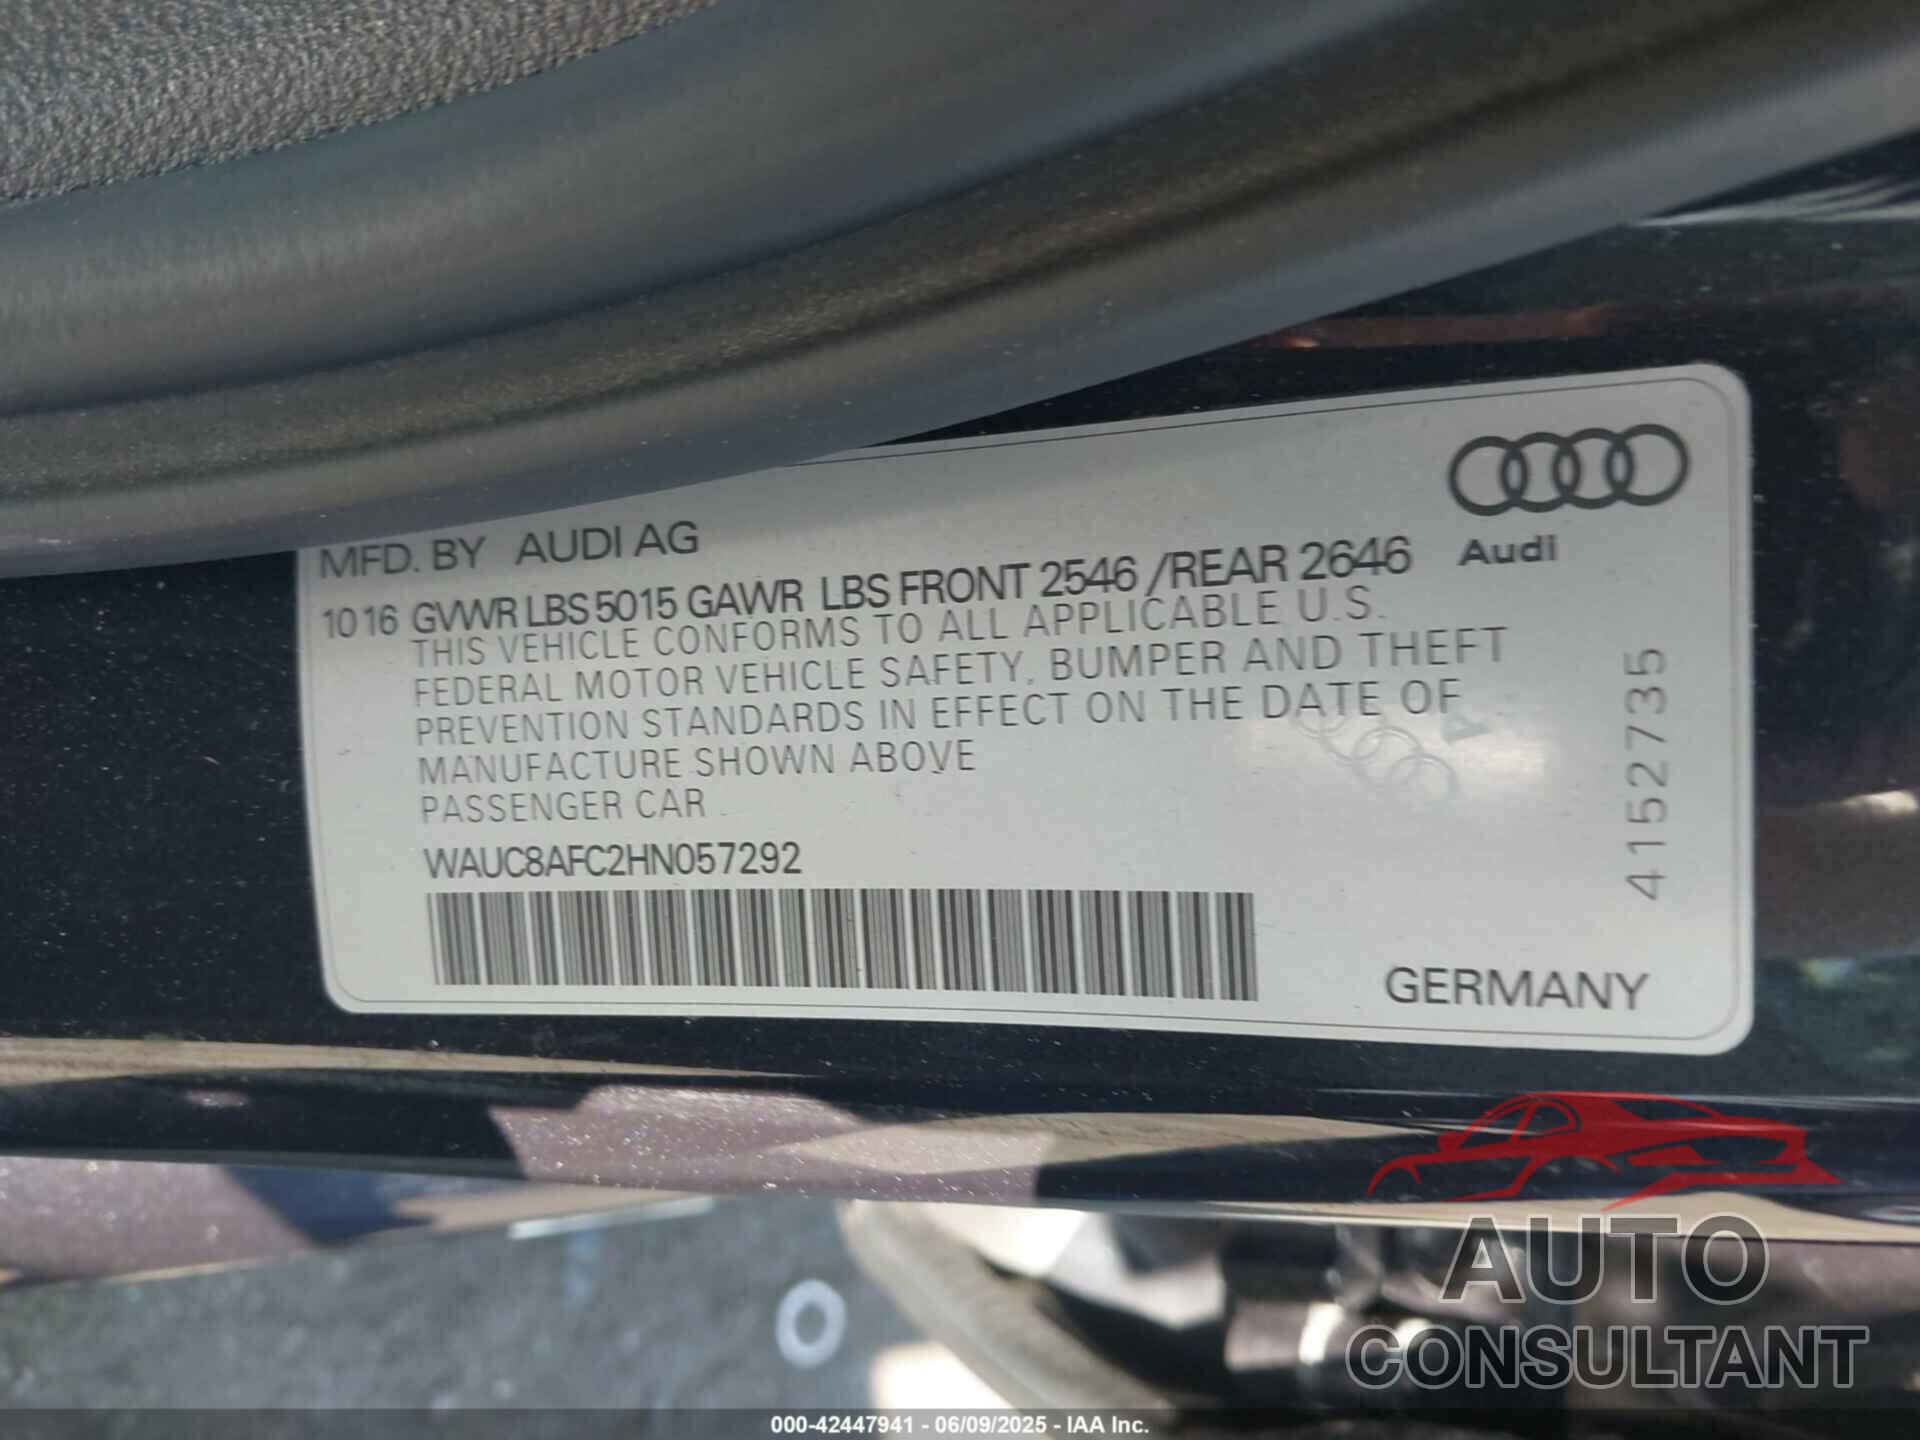 MFD. BY AUDI AG
Audi
1016 GVWR LBS 5015 GAWR LBS FRONT 2546 /REAR 2646
THIS VEHICLE CONFORMS TO ALL APPLICABLE U.S.
FEDERAL MOTOR VEHICLE SAFETY, BUMPER AND THEFT
PREVENTION STANDARDS IN EFFECT ON THE DATE OF
MANUFACTURE SHOWN ABOVE
PASSENGER CAR
WAUC8AFC2HN057292
4152735
GERMANY
AUTO
CONSULTANT
000-42447941 - 06/09/2025 - IAA Inc.